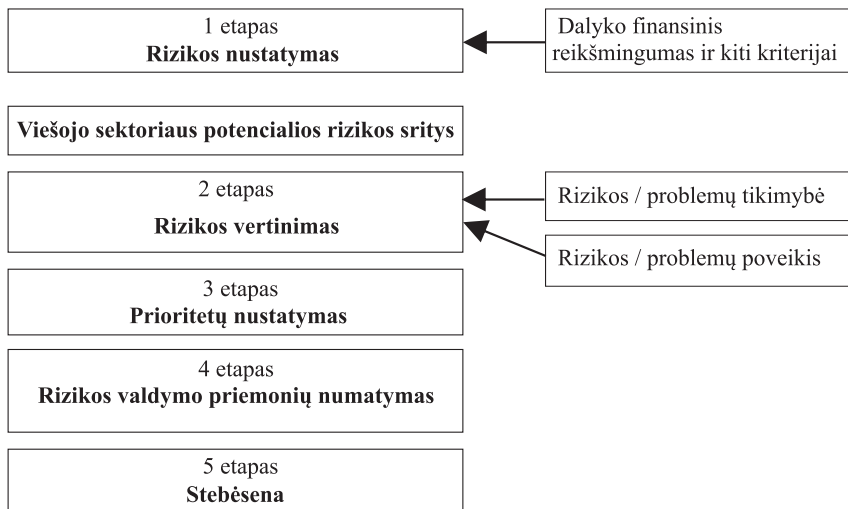 1 etapas
Rizikos nustatymas
Dalyko finansinis
reikšmingumas ir kiti kriterijai
Viešojo sektoriaus potencialios rizikos sritys
2 etapas
Rizikos vertinimas
Rizikos / problemų tikimybė
Rizikos / problemų poveikis
3 etapas
Prioritetų nustatymas
4 etapas
Rizikos valdymo priemonių numatymas
5 etapas
Stebėsena